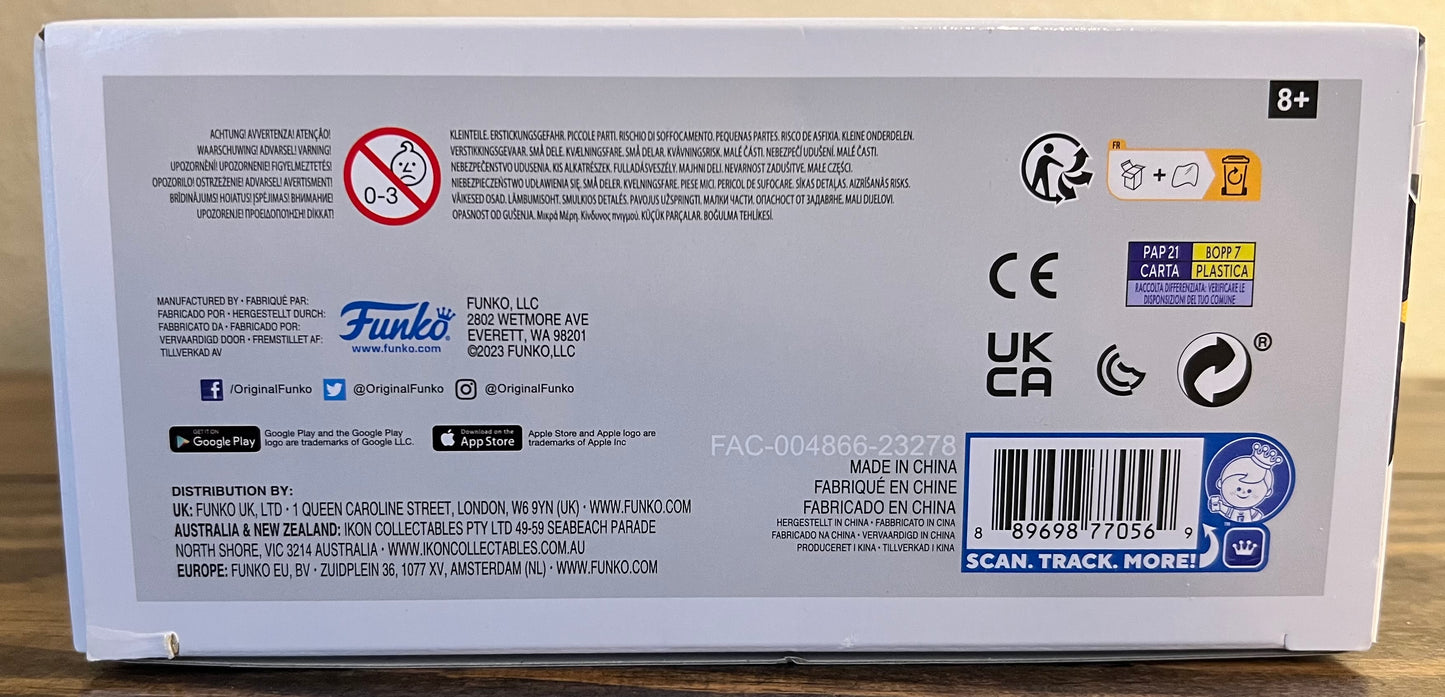 8+
ACHTUNG! AVVERTENZA! ATENÇÃO!
WAARSCHUWING! ADVARSEL! VARNING!
UPOZORNĚNÍ! UPOZORNENIE! FIGYELMEZTETÉS!
OPOZORILO! OSTRZEŻENIE! ADVARSEL! AVERTISMENT!
BRĪDINĀJUMS! HOIATUS! ĮSPĖJIMAS! ВНИМАНИЕ!
UPOZORENJE! ΠΡΟΕΙΔΟΠΟΙΗΣΗ! DİKKAT!
0-3
KLEINTEILE. ERSTICKUNGSGEFAHR. PICCOLE PARTI. RISCHIO DI SOFFOCAMENTO. PEQUENAS PARTES. RISCO DE ASFIXIA. KLEINE ONDERDELEN.
VERSTIKKINGSGEVAAR. SMÅ DELE. KVÆLNINGSFARE. SMÅ DELAR. KVÄVNINGSRISK. MALÉ ČÁSTI. NEBEZPEČÍ UDUŠENÍ. MALÉ ČASTI.
NEBEZPEČENSTVO UDUSENIA. KIS ALKATRÉSZEK. FULLADÁSVESZÉLY. MAJHNI DELI. NEVARNOST ZADUŠITVE. MAŁE CZĘŚCI.
NIEBEZPIECZEŃSTWO UDŁAWIENIA SIĘ. SMÅ DELER. KVELNINGSFARE. PIESE MICI. PERICOL DE SUFOCARE. SĪKAS DETAĻAS. AIZRĪŠANĀS RISKS.
VÄIKESED OSAD. LÄMBUMISOHT. SMULKIOS DETALĖS. PAVOJUS UŽSPRINGTI. МАЛКИ ЧАСТИ. ОПАСНОСТ ОТ ЗАДАВЯНЕ. MALI DIJELOVI.
OPASNOST OD GUŠENJA. Μικρά Μέρη. Κίνδυνος πνιγμού. KÜÇÜK PARÇALAR. BOĞULMA TEHLİKESİ.
FR
+
CE
PAP 21 BOPP 7
CARTA PLASTICA
RACCOLTA DIFFERENZIATA: VERIFICARE LE
DISPONSIZIONI DEL TUO COMUNE
UK
CA
®
MANUFACTURED BY • FABRIQUÉ PAR:
FABRICADO POR • HERGESTELLT DURCH:
FABBRICATO DA • FABRICADO POR:
VERVAARDIGD DOOR • FREMSTILLET AF:
TILLVERKAD AV
Funko
www.funko.com
FUNKO, LLC
2802 WETMORE AVE
EVERETT, WA 98201
©2023 FUNKO,LLC
/OriginalFunko @OriginalFunko @OriginalFunko
GET IT ON
Google Play
Google Play and the Google Play
logo are trademarks of Google LLC.
Download on the
App Store
Apple Store and Apple logo are
trademarks of Apple Inc
DISTRIBUTION BY:
UK: FUNKO UK, LTD • 1 QUEEN CAROLINE STREET, LONDON, W6 9YN (UK) • WWW.FUNKO.COM
AUSTRALIA & NEW ZEALAND: IKON COLLECTABLES PTY LTD 49-59 SEABEACH PARADE
NORTH SHORE, VIC 3214 AUSTRALIA • WWW.IKONCOLLECTABLES.COM.AU
EUROPE: FUNKO EU, BV • ZUIDPLEIN 36, 1077 XV, AMSTERDAM (NL) • WWW.FUNKO.COM
FAC-004866-23278
MADE IN CHINA
FABRIQUÉ EN CHINE
FABRICADO EN CHINA
HERGESTELLT IN CHINA • FABBRICATO IN CINA
FABRICADO NA CHINA • VERVAARDIGD IN CHINA
PRODUCERET I KINA • TILLVERKAD I KINA
8 89698 77056 9
SCAN. TRACK. MORE!